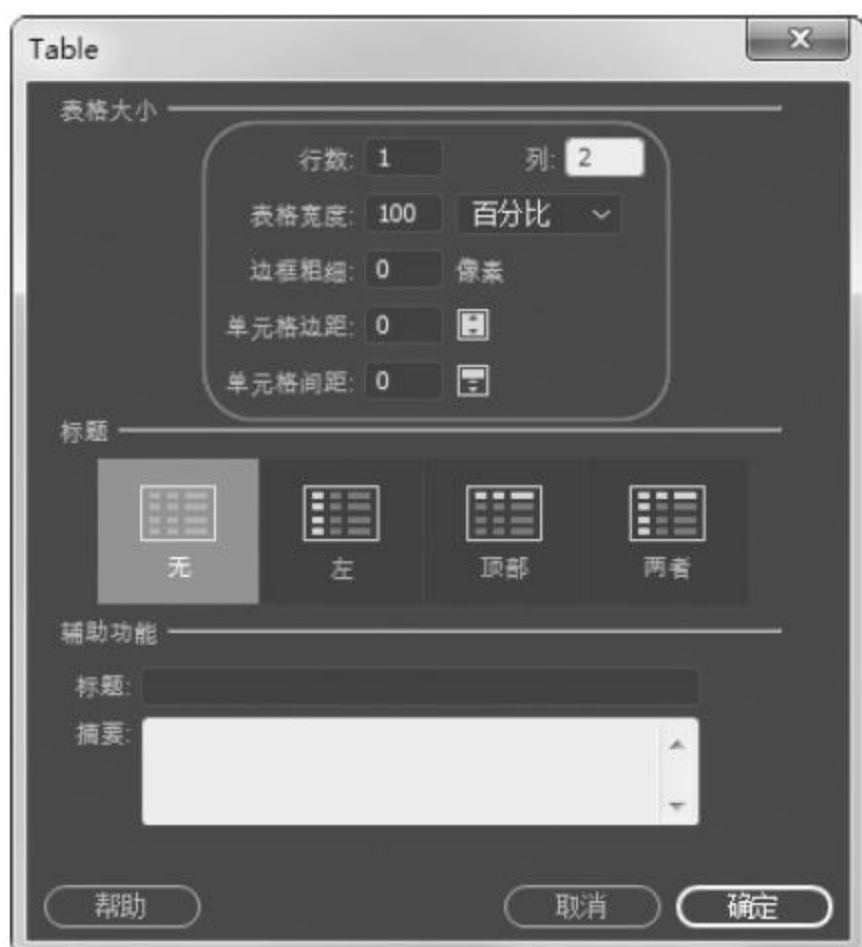 Table
表格大小
行数: 1 列: 2
表格宽度: 100 百分比
边框粗细: 0 像素
单元格边距: 0
单元格间距: 0
标题
无 左 顶部 两者
辅助功能
标题:
摘要:
帮助 取消 确定